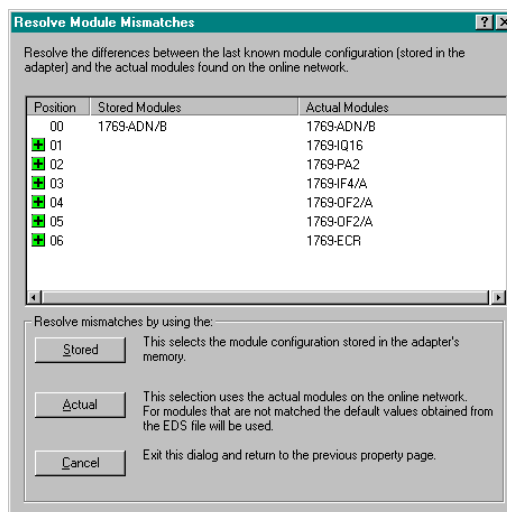 Resolve Module Mismatches
Resolve the differences between the last known module configuration (stored in the
adapter) and the actual modules found on the online network.
Position Stored Modules Actual Modules
00 1769-ADN/B 1769-ADN/B
01 1769-IQ16
02 1769-PA2
03 1769-IF4/A
04 1769-OF2/A
05 1769-OF2/A
06 1769-ECR
Resolve mismatches by using the:
Stored
This selects the module configuration stored in the adapter's
memory.
Actual
This selection uses the actual modules on the online network.
For modules that are not matched the default values obtained from
the EDS file will be used.
Cancel
Exit this dialog and return to the previous property page.